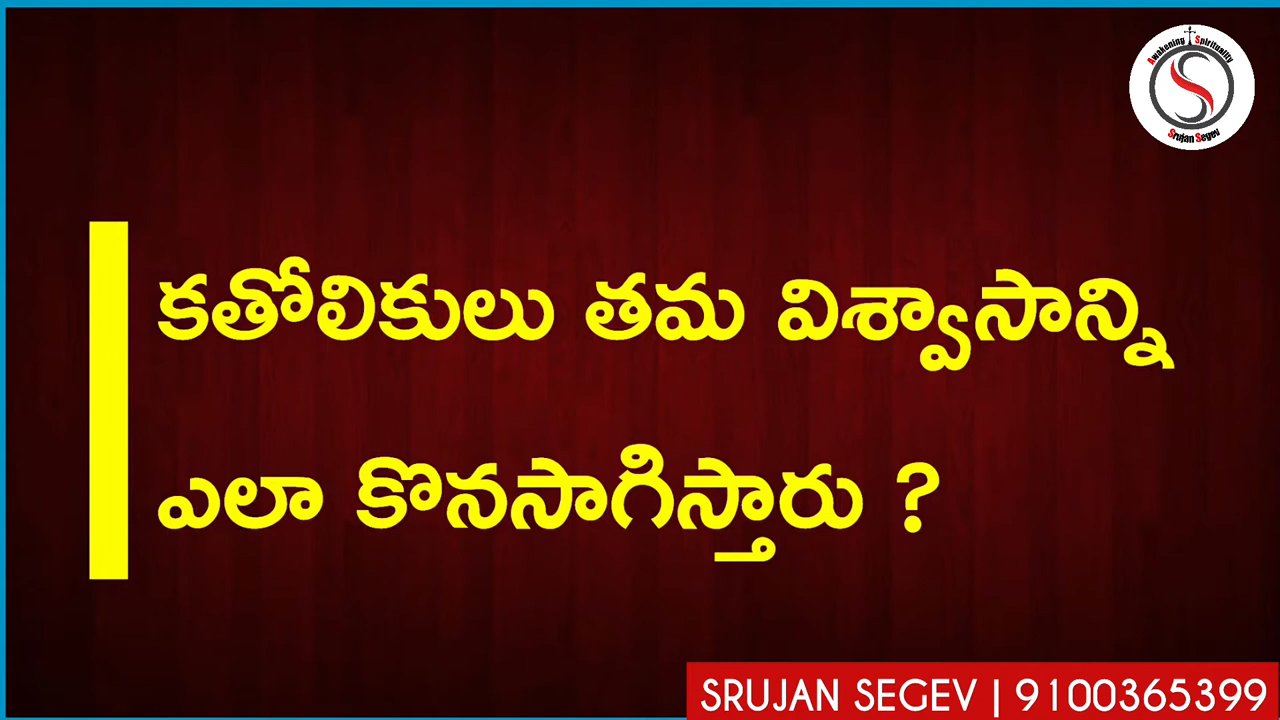 Awakening Spirituality
S
Srujan Segev
కతోలికులు తమ విశ్వాసాన్ని
ఎలా కొనసాగిస్తారు ?
SRUJAN SEGEV | 9100365399